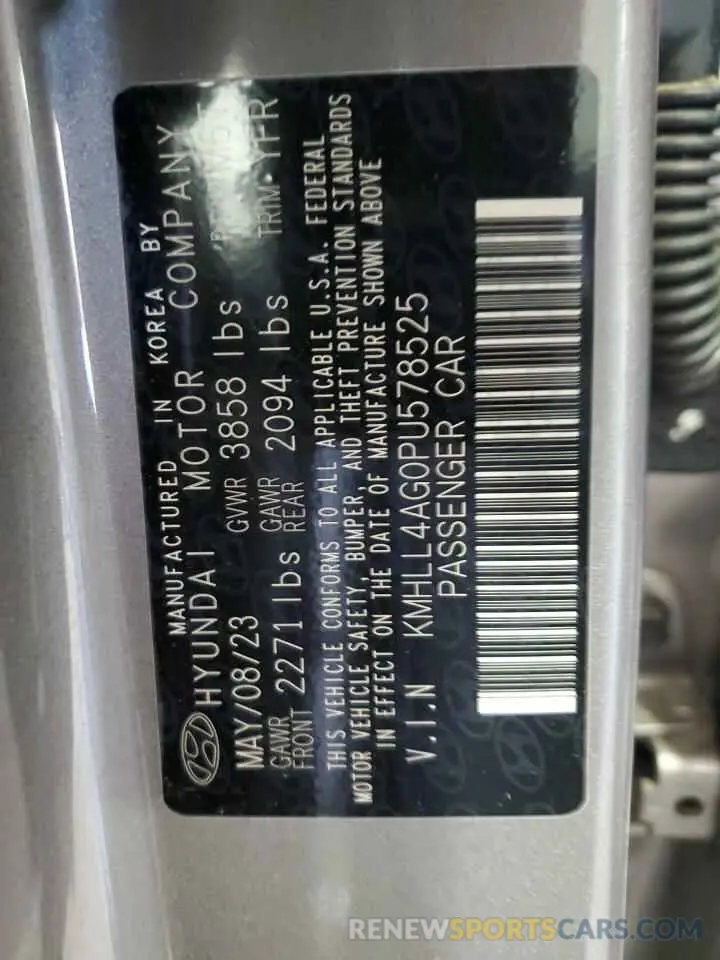 MANUFACTURED IN KOREA BY
HYUNDAI MOTOR COMPANY
MAY/08/23 GVWR 3858 lbs
GAWR FRONT 2271 lbs GAWR REAR 2094 lbs TRIM:YFR
THIS VEHICLE CONFORMS TO ALL APPLICABLE U.S.A. FEDERAL
MOTOR VEHICLE SAFETY, BUMPER, AND THEFT PREVENTION STANDARDS
IN EFFECT ON THE DATE OF MANUFACTURE SHOWN ABOVE
V.I.N KMHLL4AG0PU578525
PASSENGER CAR
RENEWSPORTSCARS.COM